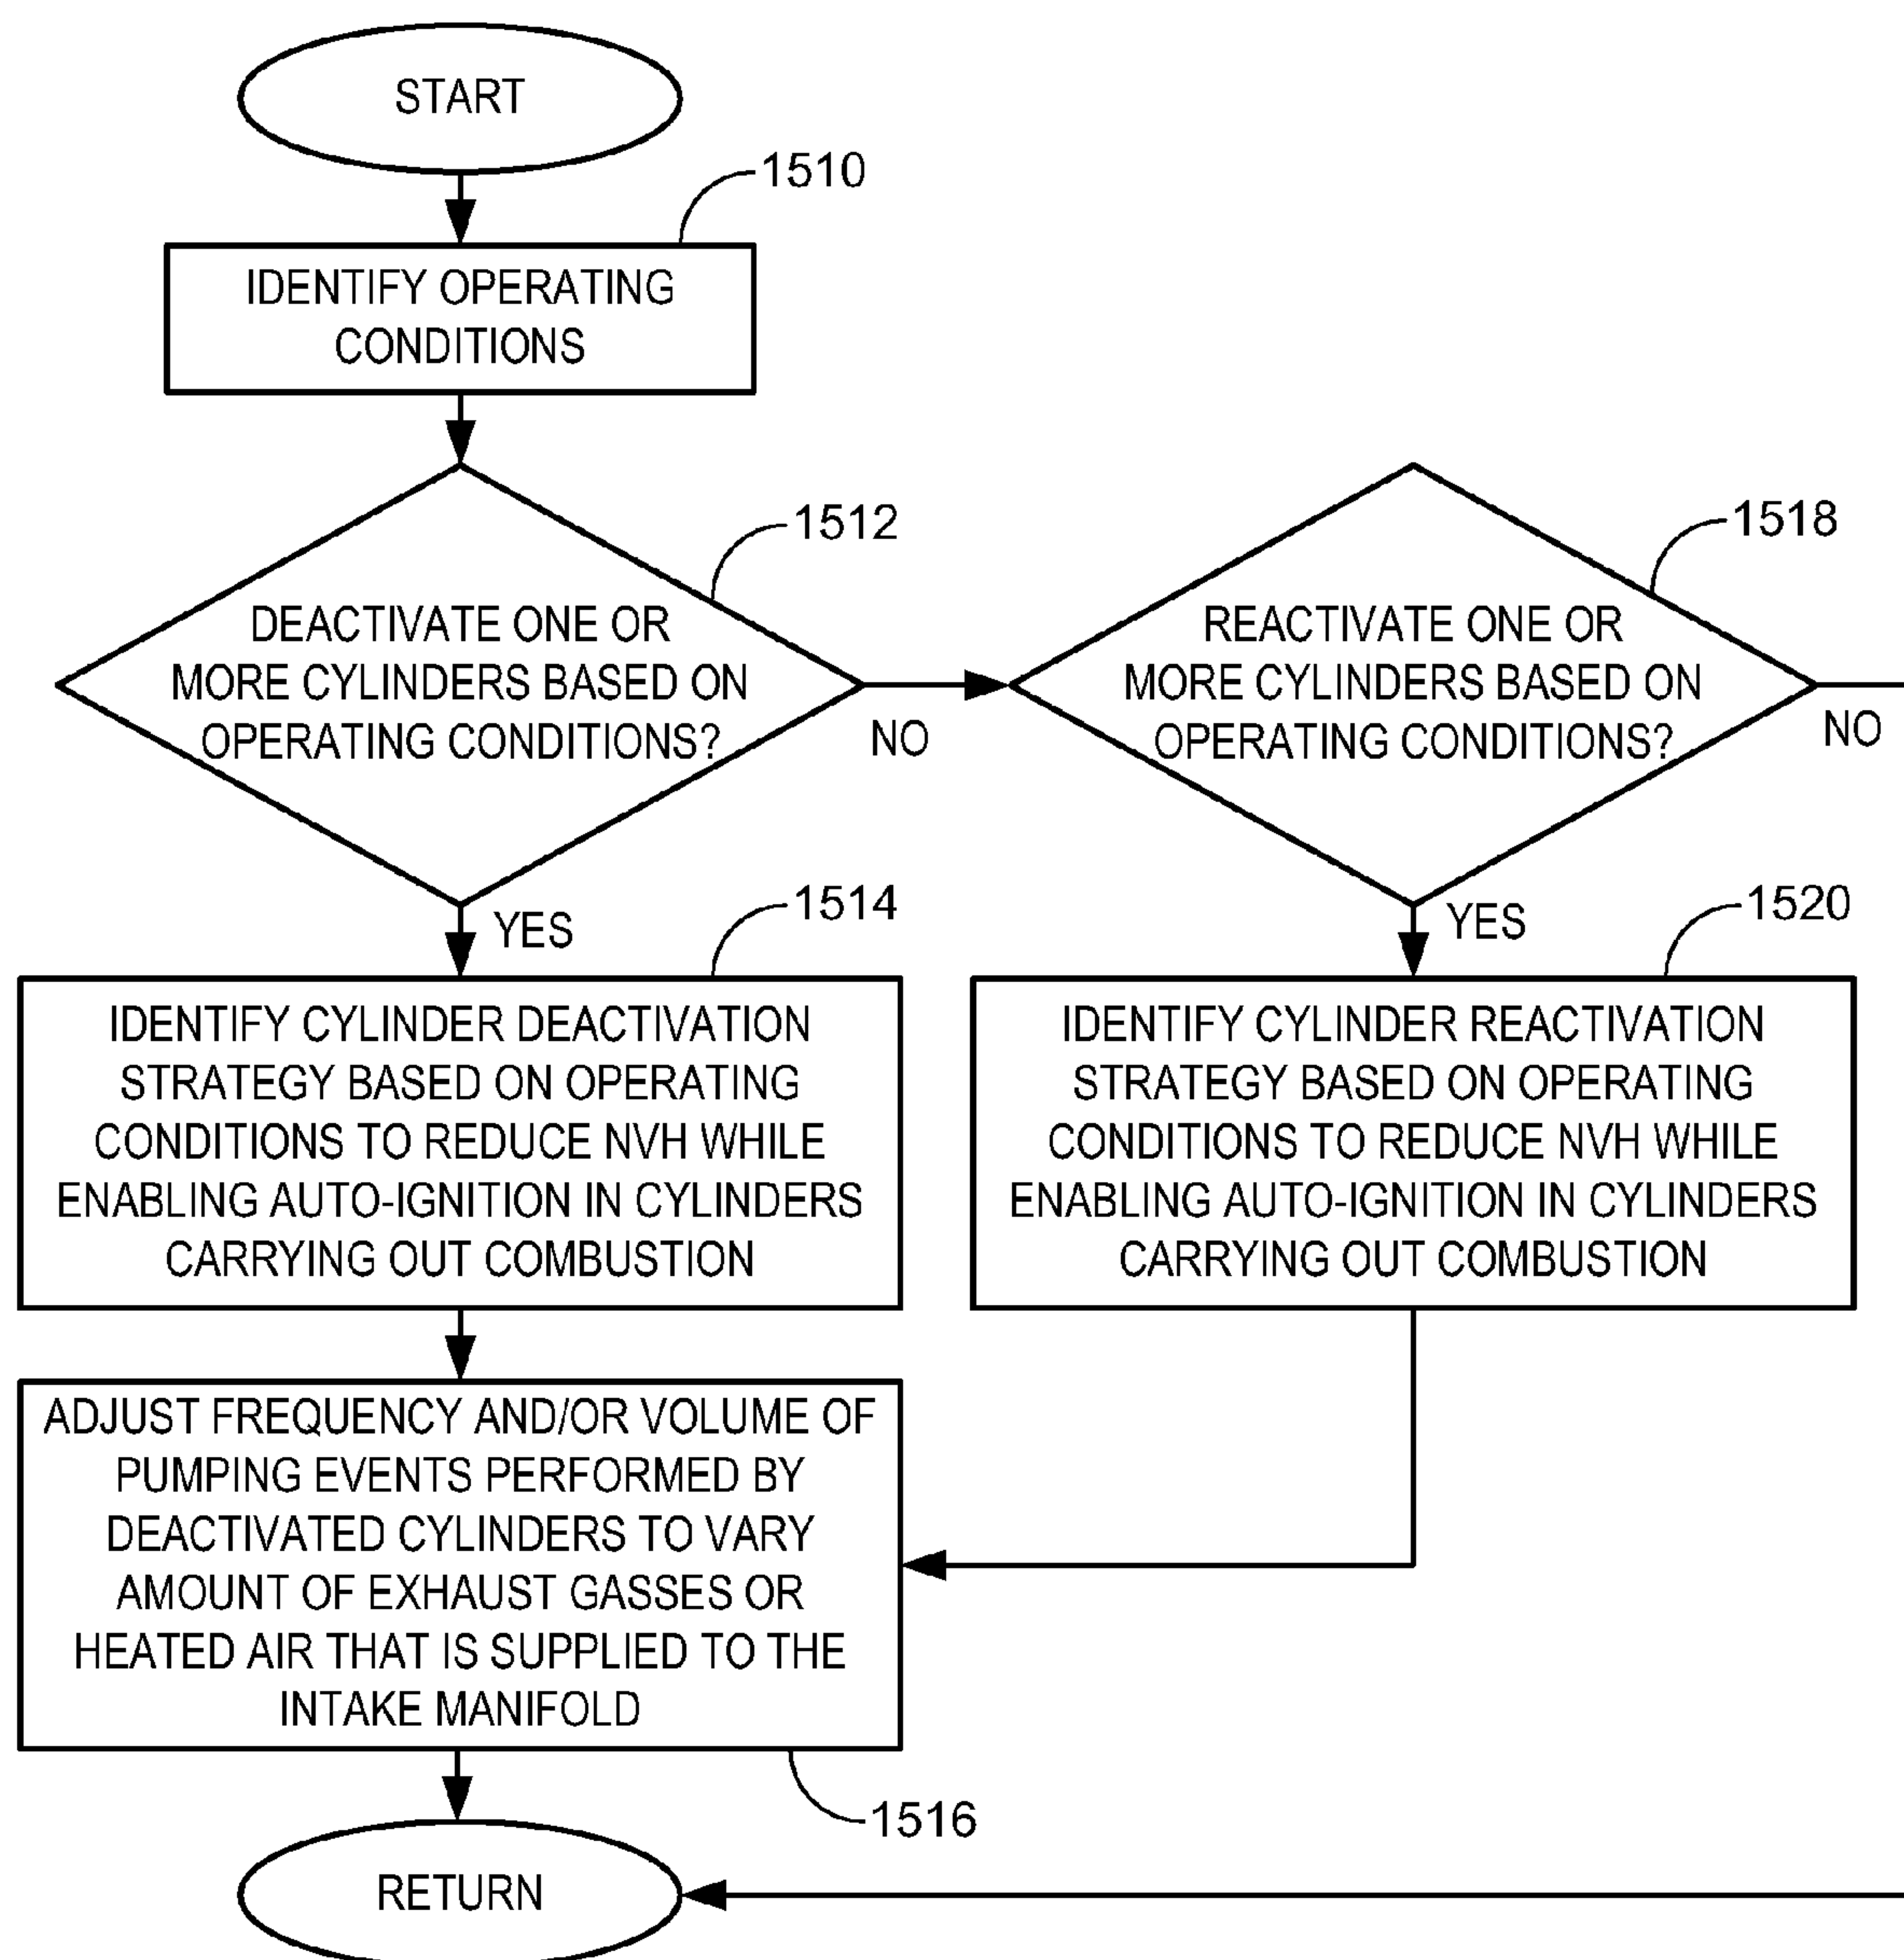 START
1510
IDENTIFY OPERATING
CONDITIONS
1512
DEACTIVATE ONE OR
MORE CYLINDERS BASED ON
OPERATING CONDITIONS?
NO
YES
1518
REACTIVATE ONE OR
MORE CYLINDERS BASED ON
OPERATING CONDITIONS?
NO
YES
1514
IDENTIFY CYLINDER DEACTIVATION
STRATEGY BASED ON OPERATING
CONDITIONS TO REDUCE NVH WHILE
ENABLING AUTO-IGNITION IN CYLINDERS
CARRYING OUT COMBUSTION
1520
IDENTIFY CYLINDER REACTIVATION
STRATEGY BASED ON OPERATING
CONDITIONS TO REDUCE NVH WHILE
ENABLING AUTO-IGNITION IN CYLINDERS
CARRYING OUT COMBUSTION
ADJUST FREQUENCY AND/OR VOLUME OF
PUMPING EVENTS PERFORMED BY
DEACTIVATED CYLINDERS TO VARY
AMOUNT OF EXHAUST GASSES OR
HEATED AIR THAT IS SUPPLIED TO THE
INTAKE MANIFOLD
1516
RETURN